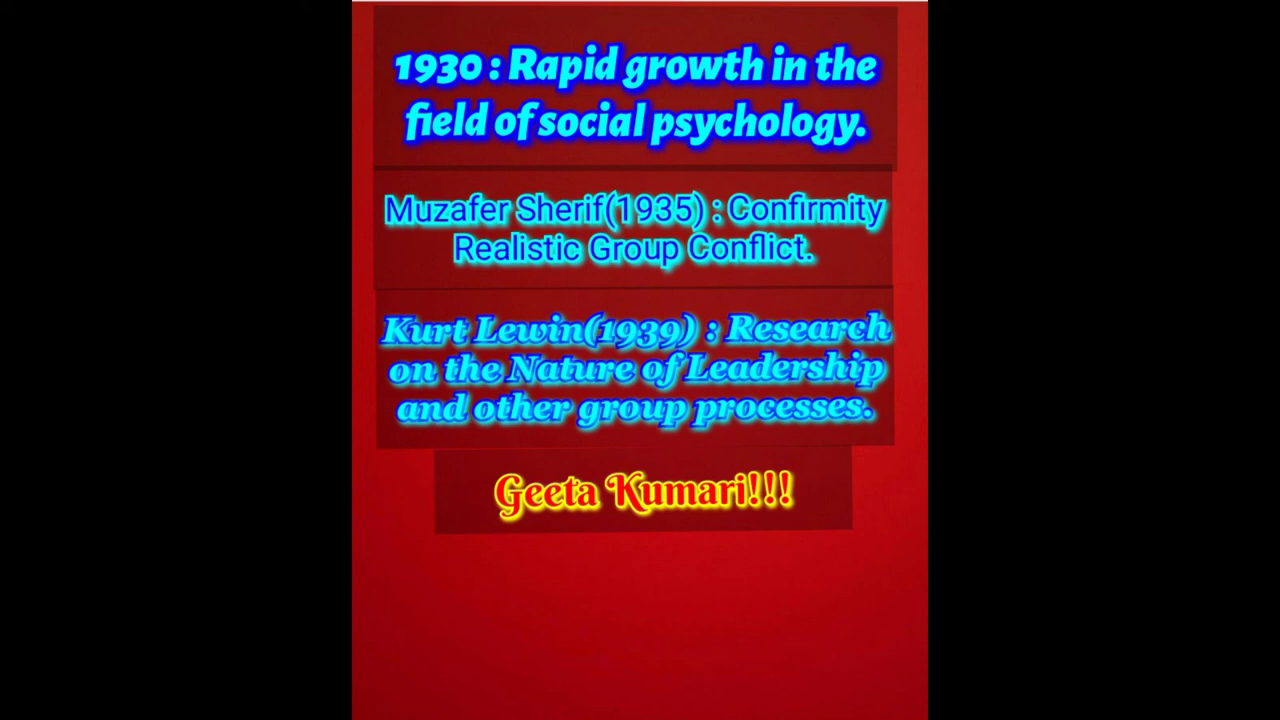 1930 : Rapid growth in the
field of social psychology.
Muzafer Sherif(1935) : Confirmity
Realistic Group Conflict.
Kurt Lewin(1939) : Research
on the Nature of Leadership
and other group processes.
Geeta Kumari!!!